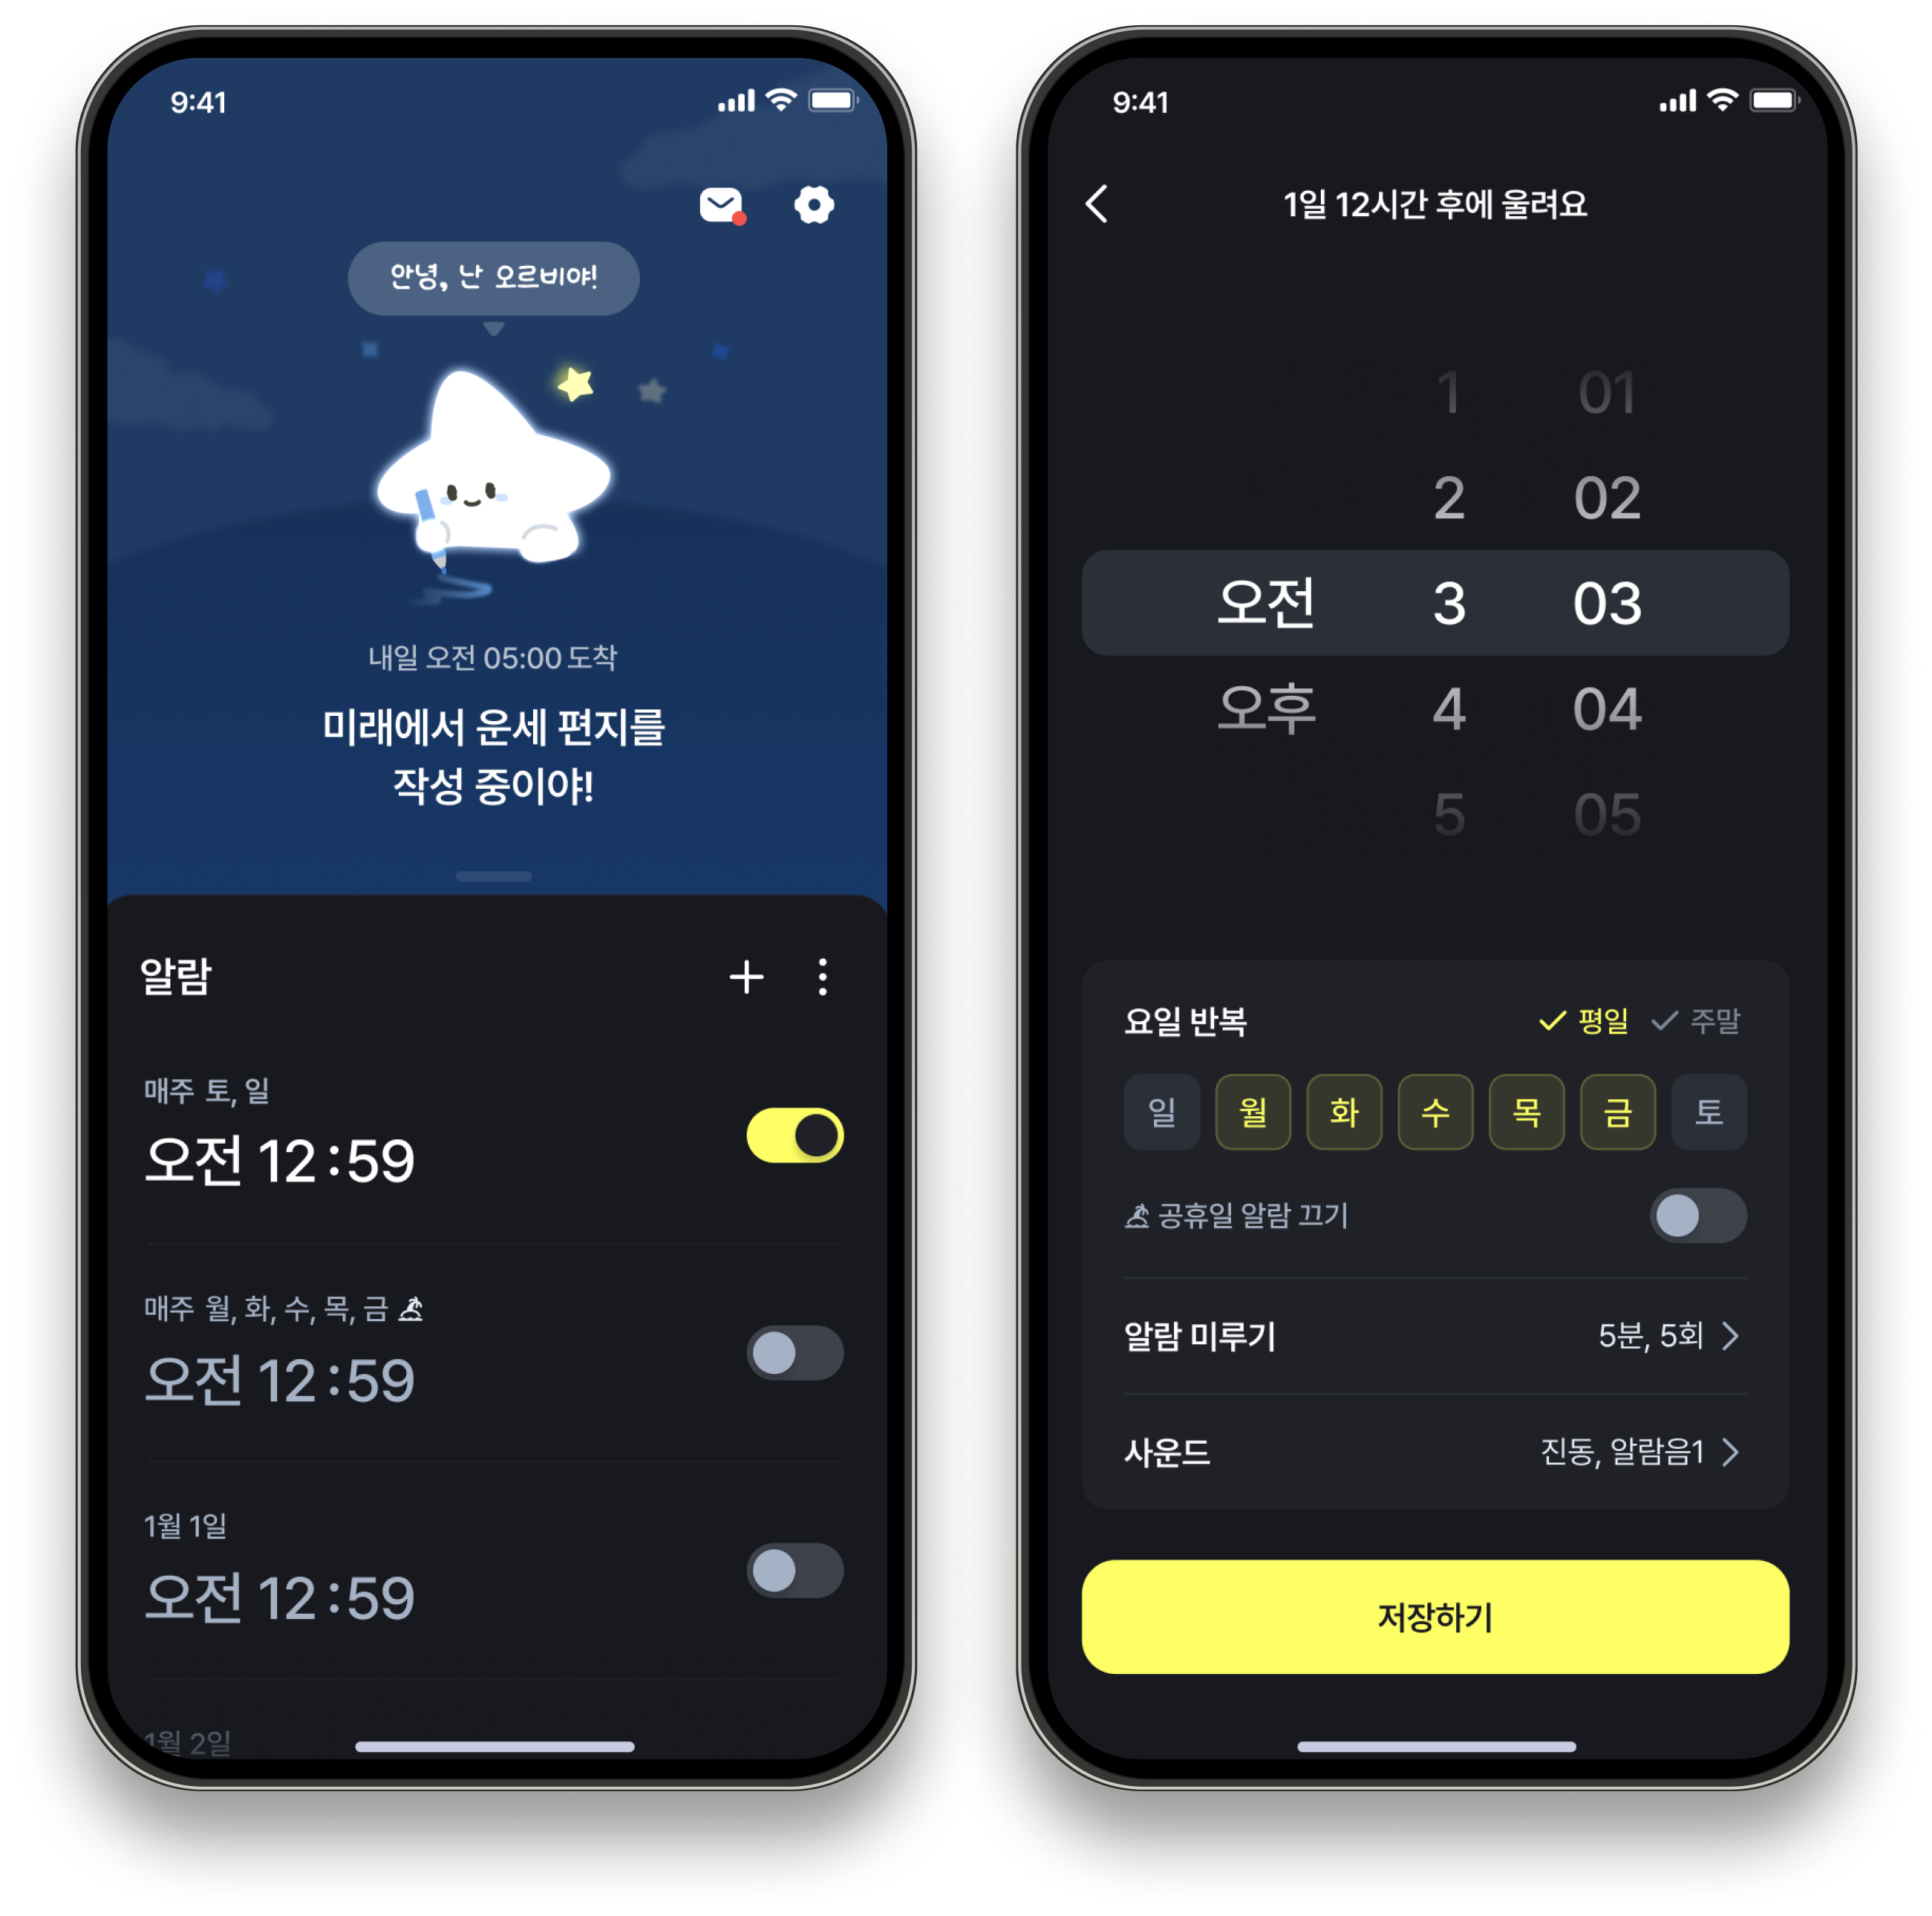 9:41
안녕, 난 오르비야!
내일 오전 05:00 도착
미래에서 운세 편지를
작성 중이야!
알람
매주 토, 일
오전 12:59
매주 월, 화, 수, 목, 금
오전 12:59
1월 1일
오전 12:59
1월 2일
9:41
1일 12시간 후에 울려요
1 01
2 02
오전 3 03
오후 4 04
5 05
요일 반복 평일 주말
일 월 화 수 목 금 토
공휴일 알람 끄기
알람 미루기 5분, 5회
사운드 진동, 알람음1
저장하기